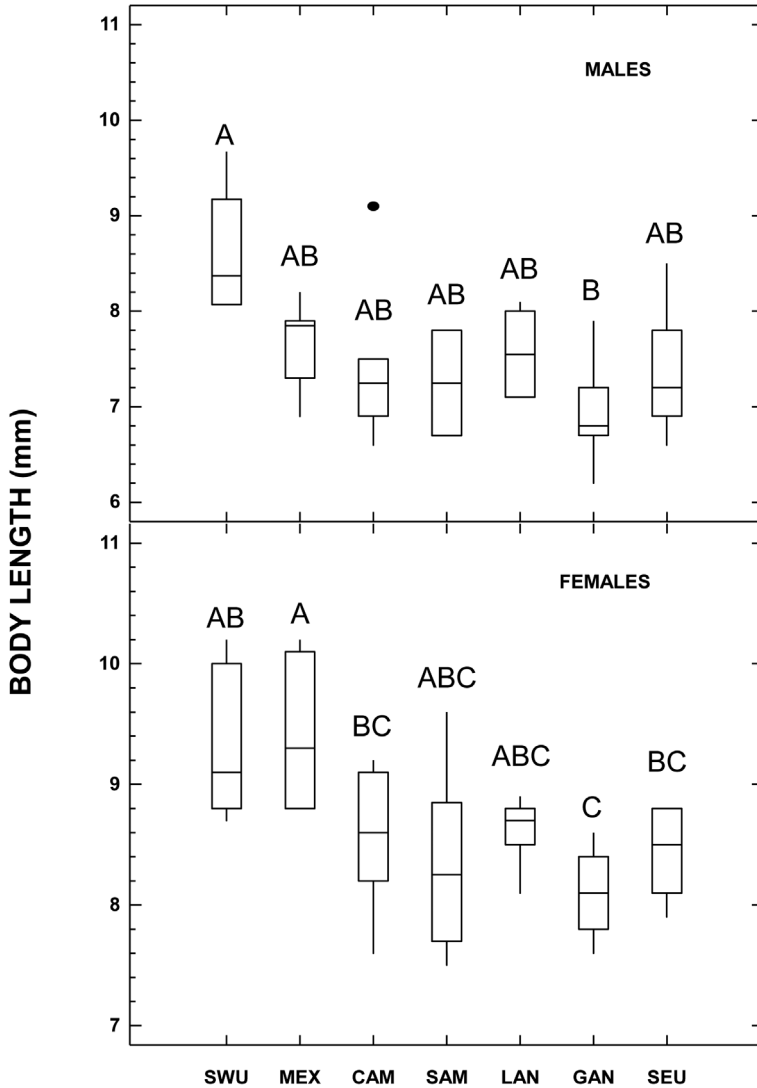 11
MALES
10
A
9
AB
AB
AB
AB
B
AB
8
7
6
BODY LENGTH (mm)
11
FEMALES
10
AB
A
BC
ABC
ABC
C
BC
9
8
7
SWU MEX CAM SAM LAN GAN SEU